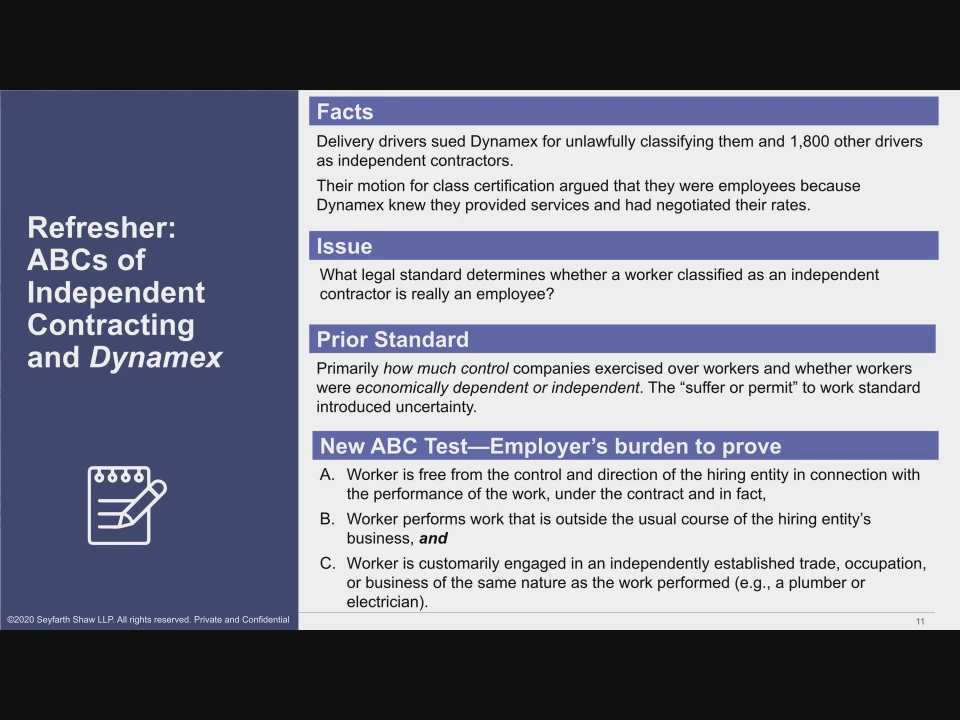 Refresher:
ABCs of
Independent
Contracting
and Dynamex
Facts
Delivery drivers sued Dynamex for unlawfully classifying them and 1,800 other drivers
as independent contractors.
Their motion for class certification argued that they were employees because
Dynamex knew they provided services and had negotiated their rates.
Issue
What legal standard determines whether a worker classified as an independent
contractor is really an employee?
Prior Standard
Primarily how much control companies exercised over workers and whether workers
were economically dependent or independent. The “suffer or permit” to work standard
introduced uncertainty.
New ABC Test—Employer’s burden to prove
A. Worker is free from the control and direction of the hiring entity in connection with
the performance of the work, under the contract and in fact,
B. Worker performs work that is outside the usual course of the hiring entity’s
business, and
C. Worker is customarily engaged in an independently established trade, occupation,
or business of the same nature as the work performed (e.g., a plumber or
electrician).
©2020 Seyfarth Shaw LLP. All rights reserved. Private and Confidential
11